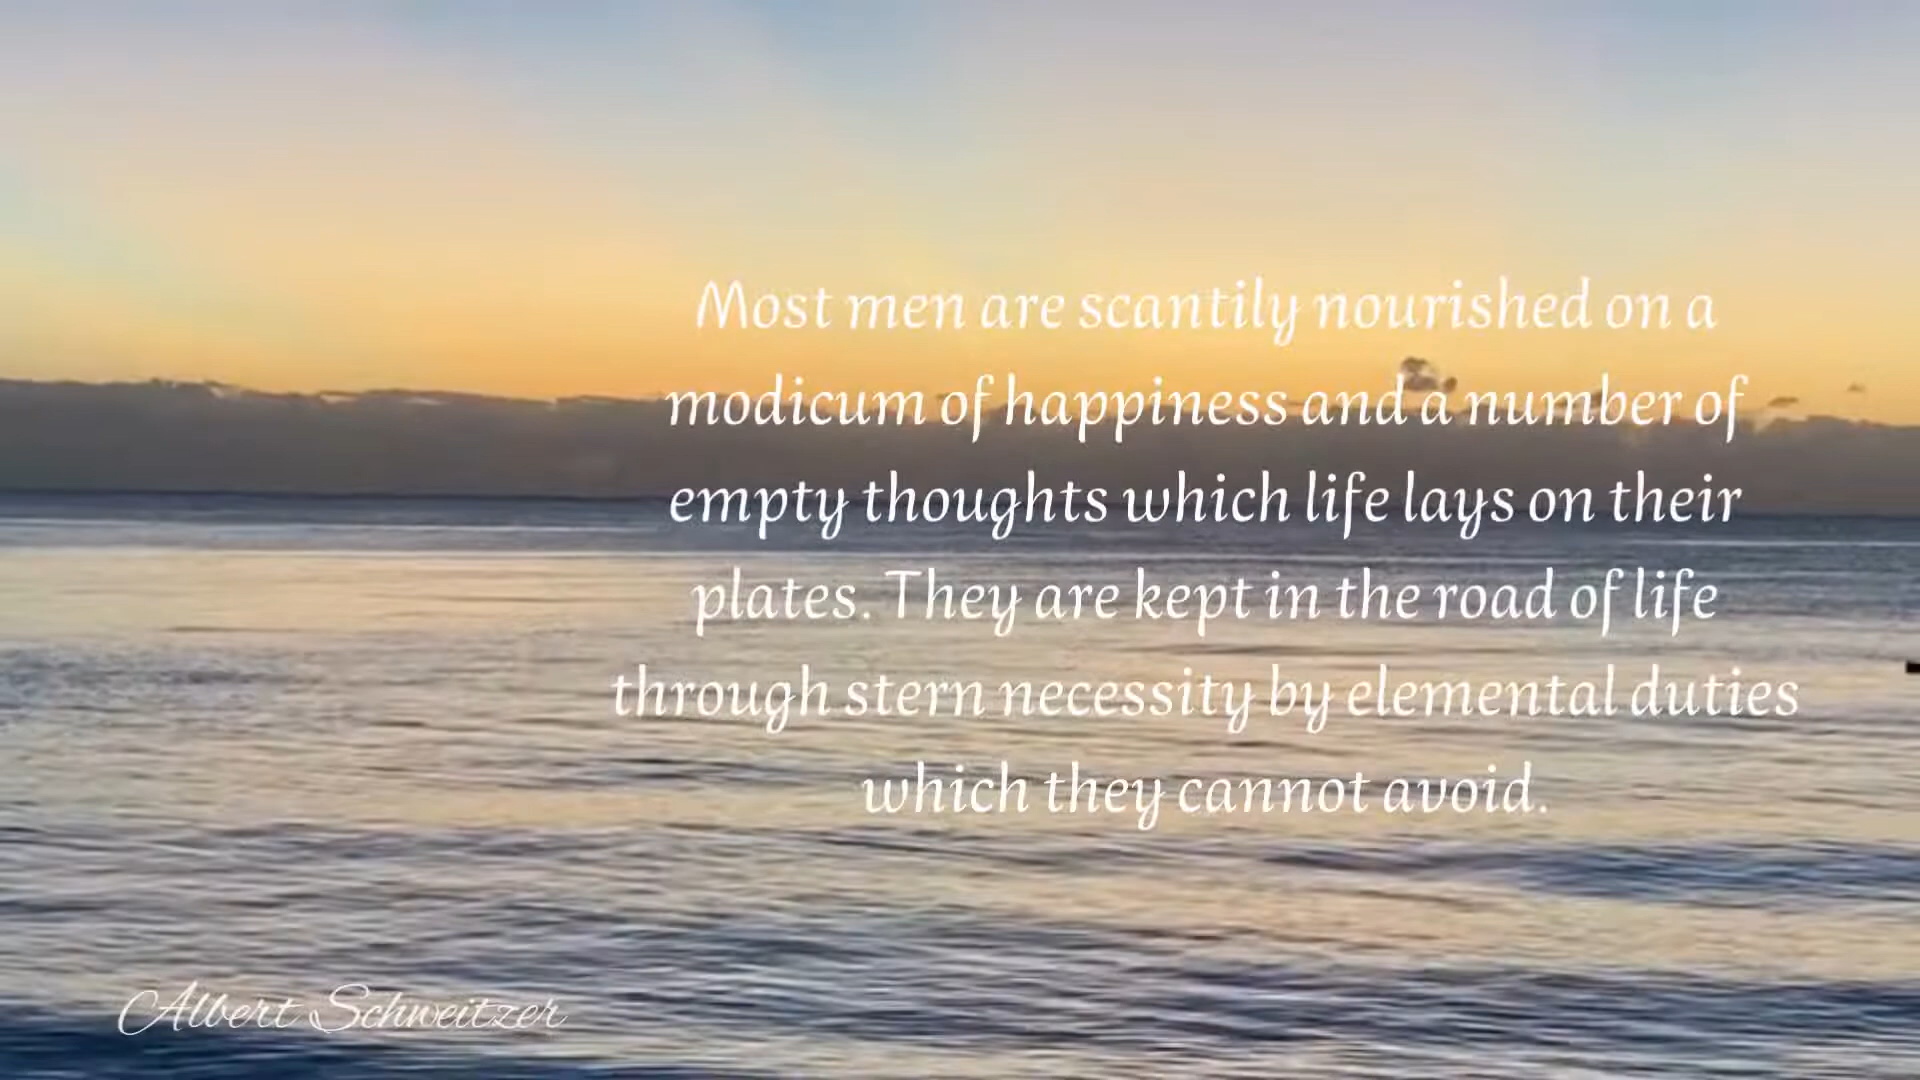 Most men are scantily nourished on a
modicum of happiness and a number of
empty thoughts which life lays on their
plates. They are kept in the road of life
through stern necessity by elemental duties
which they cannot avoid.
Albert Schweitzer